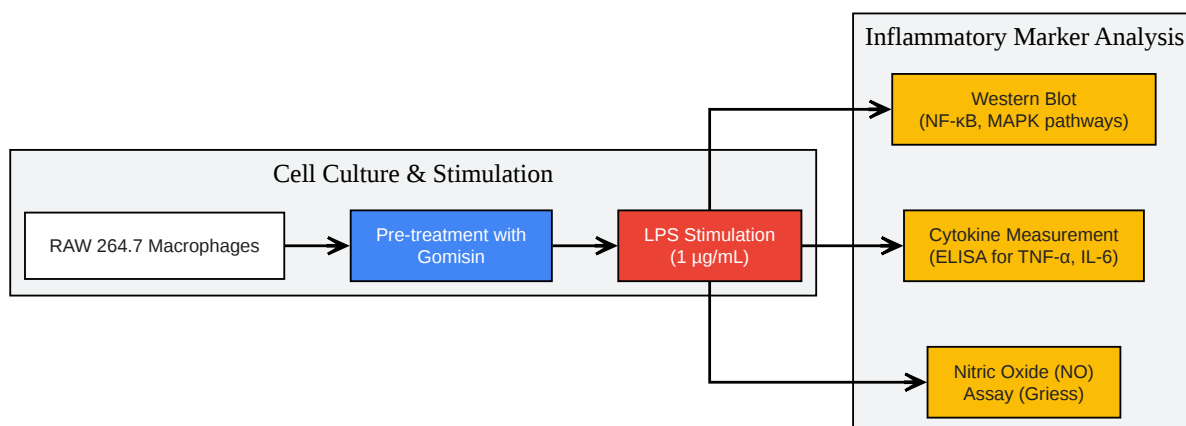 Inflammatory Marker Analysis
Western Blot
(NF-κB, MAPK pathways)
Cell Culture & Stimulation
RAW 264.7 Macrophages
Pre-treatment with
Gomisin
LPS Stimulation
(1 µg/mL)
Cytokine Measurement
(ELISA for TNF-α, IL-6)
Nitric Oxide (NO)
Assay (Griess)